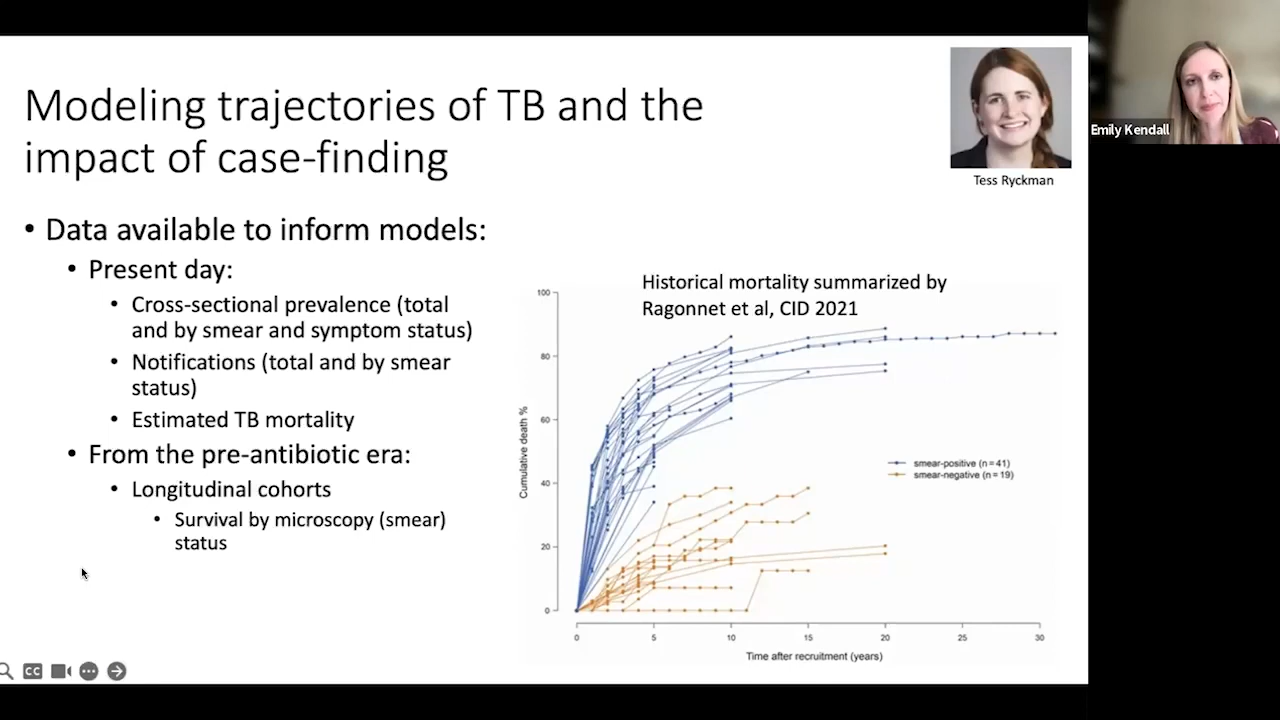 Modeling trajectories of TB and the
impact of case-finding
Tess Ryckman
Emily Kendall
• Data available to inform models:
• Present day:
• Cross-sectional prevalence (total
and by smear and symptom status)
• Notifications (total and by smear
status)
• Estimated TB mortality
• From the pre-antibiotic era:
• Longitudinal cohorts
• Survival by microscopy (smear)
status
Historical mortality summarized by
Ragonnet et al, CID 2021
Cumulative death %
100
80
60
40
20
0
smear-positive (n=41)
smear-negative (n=19)
0 5 10 15 20 25 30
Time after recruitment (years)
CC